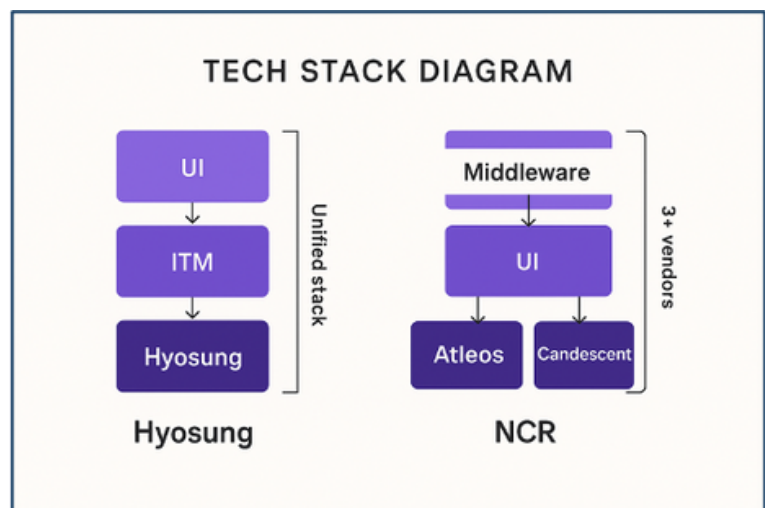 TECH STACK DIAGRAM
UI
ITM
Hyosung
Unified stack
Hyosung
Middleware
UI
Atleos
Candescent
3+ vendors
NCR